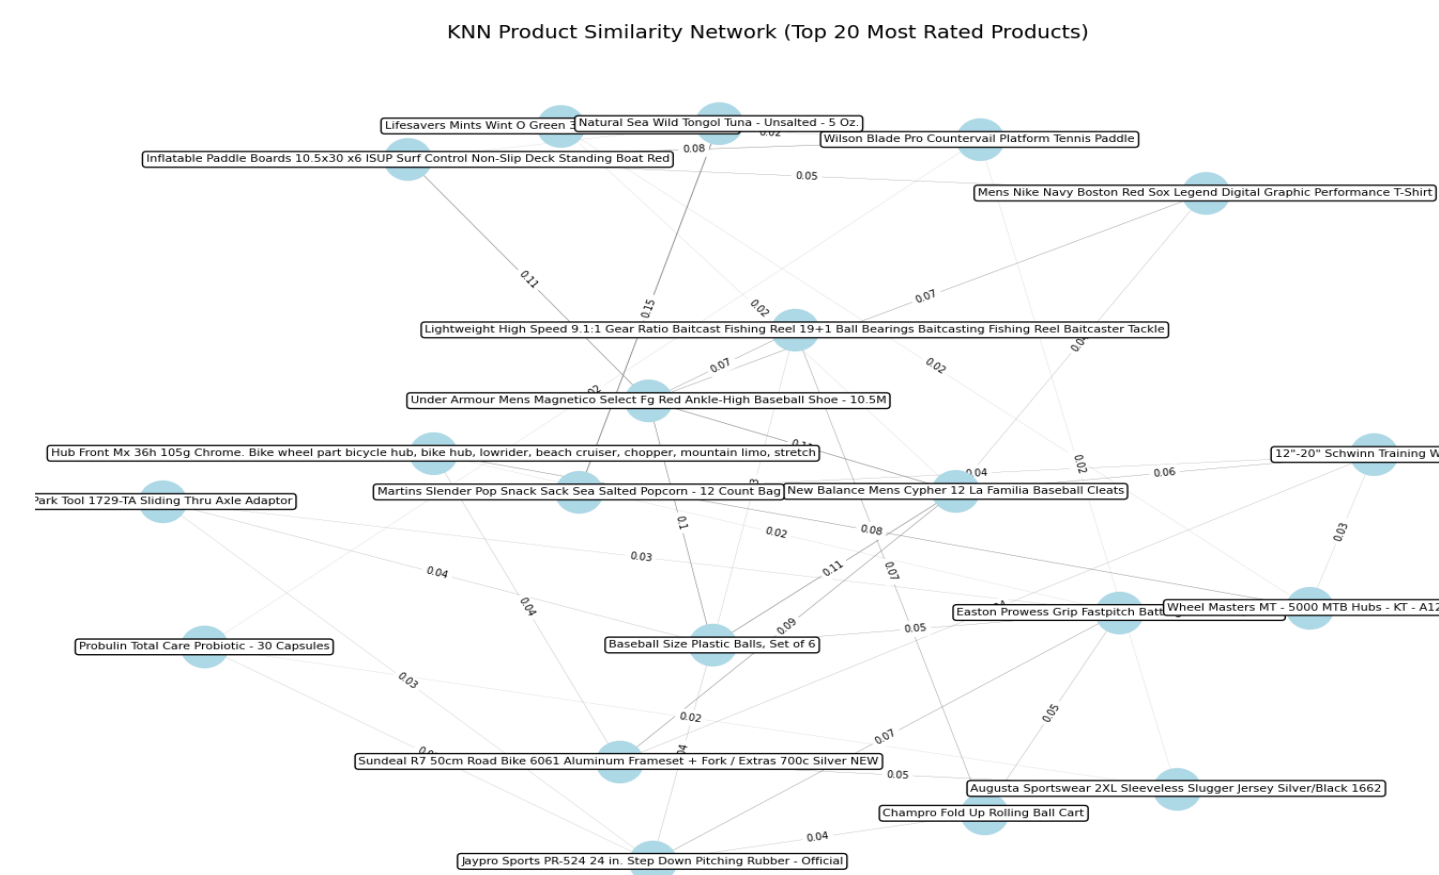 KNN Product Similarity Network (Top 20 Most Rated Products)
Lifesavers Mints Wint O Green
Natural Sea Wild Tongol Tuna - Unsalted - 5 Oz.
0.02
Wilson Blade Pro Countervail Platform Tennis Paddle
0.08
Inflatable Paddle Boards 10.5x30 x6 ISUP Surf Control Non-Slip Deck Standing Boat Red
0.05
Mens Nike Navy Boston Red Sox Legend Digital Graphic Performance T-Shirt
0.11
0.07
0.15
0.02
Lightweight High Speed 9.1:1 Gear Ratio Baitcast Fishing Reel 19+1 Ball Bearings Baitcasting Fishing Reel Baitcaster Tackle
0.07
0.02
Under Armour Mens Magnetico Select Fg Red Ankle-High Baseball Shoe - 10.5M
Hub Front Mx 36h 105g Chrome. Bike wheel part bicycle hub, bike hub, lowrider, beach cruiser, chopper, mountain limo, stretch
12"-20" Schwinn Training
0.02
0.04
0.06
Martins Slender Pop Snack Sack Sea Salted Popcorn - 12 Count Bag
New Balance Mens Cypher 12 La Familia Baseball Cleats
Park Tool 1729-TA Sliding Thru Axle Adaptor
0.1
0.02
0.08
0.03
0.03
0.04
0.11
0.07
0.04
Easton Prowess Grip Fastpitch
Wheel Masters MT - 5000 MTB Hubs - KT -
0.09
0.05
Baseball Size Plastic Balls, Set of 6
Probulin Total Care Probiotic - 30 Capsules
0.03
0.02
0.05
0.07
Sundeal R7 50cm Road Bike 6061 Aluminum Frameset + Fork / Extras 700c Silver NEW
0.05
Augusta Sportswear 2XL Sleeveless Slugger Jersey Silver/Black 1662
Champro Fold Up Rolling Ball Cart
0.04
Jaypro Sports PR-524 24 in. Step Down Pitching Rubber - Official